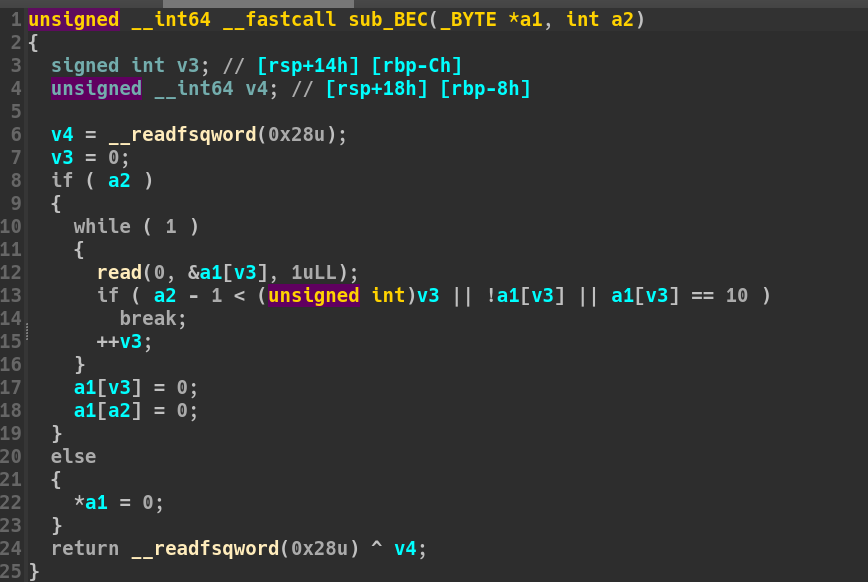 1 unsigned __int64 __fastcall sub_BEC(_BYTE *a1, int a2)
2 {
3   signed int v3; // [rsp+14h] [rbp-Ch]
4   unsigned __int64 v4; // [rsp+18h] [rbp-8h]
5
6   v4 = __readfsqword(0x28u);
7   v3 = 0;
8   if ( a2 )
9   {
10     while ( 1 )
11     {
12       read(0, &a1[v3], 1uLL);
13       if ( a2 - 1 < (unsigned int)v3 || !a1[v3] || a1[v3] == 10 )
14         break;
15       ++v3;
16     }
17     a1[v3] = 0;
18     a1[a2] = 0;
19   }
20   else
21   {
22     *a1 = 0;
23   }
24   return __readfsqword(0x28u) ^ v4;
25 }